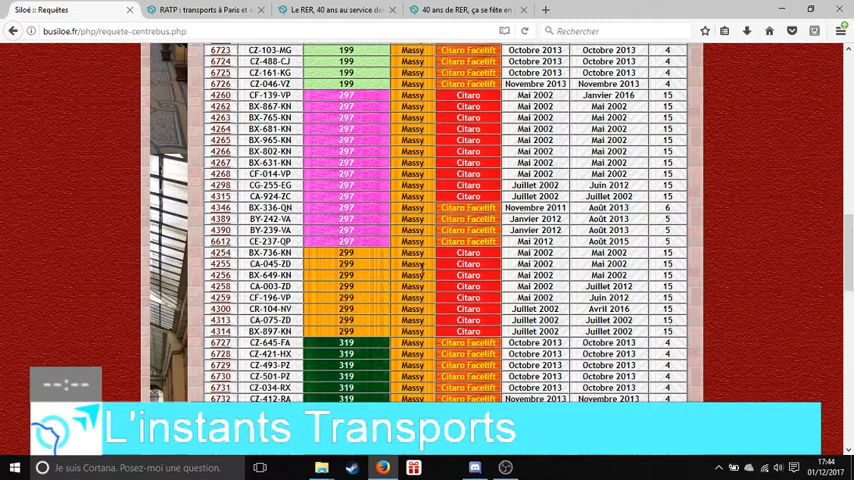 Siloé :: Requêtes
RATP : transports à Paris et
Le RER, 40 ans au service de
40 ans de RER, ça se fête en
busiloe.fr/php/requete-centrebus.php
Rechercher
6723 CZ-103-MG 199 Massy Citaro Facelift Octobre 2013 Octobre 2013 4
6724 CZ-488-CJ 199 Massy Citaro Facelift Octobre 2013 Octobre 2013 4
6725 CZ-161-KG 199 Massy Citaro Facelift Octobre 2013 Octobre 2013 4
6726 CZ-046-VZ 199 Massy Citaro Facelift Novembre 2013 Novembre 2013 4
4260 CF-139-VP 297 Massy Citaro Mai 2002 Janvier 2016 15
4262 BX-867-KN 297 Massy Citaro Mai 2002 Mai 2002 15
4263 BX-765-KN 297 Massy Citaro Mai 2002 Mai 2002 15
4264 BX-681-KN 297 Massy Citaro Mai 2002 Mai 2002 15
4265 BX-965-KN 297 Massy Citaro Mai 2002 Mai 2002 15
4266 BX-802-KN 297 Massy Citaro Mai 2002 Mai 2002 15
4267 BX-631-KN 297 Massy Citaro Mai 2002 Mai 2002 15
4268 CF-014-VP 297 Massy Citaro Mai 2002 Mai 2002 15
4298 CG-255-EG 297 Massy Citaro Juillet 2002 Juin 2012 15
4315 CA-924-ZC 297 Massy Citaro Juillet 2002 Juillet 2002 15
4346 BX-336-QN 297 Massy Citaro Facelift Novembre 2011 Août 2013 6
4389 BY-242-VA 297 Massy Citaro Facelift Janvier 2012 Août 2013 5
4390 BY-239-VA 297 Massy Citaro Facelift Janvier 2012 Août 2013 5
6612 CE-237-QP 297 Massy Citaro Facelift Mai 2012 Août 2015 5
4254 BX-736-KN 299 Massy Citaro Mai 2002 Mai 2002 15
4255 CA-045-ZD 299 Massy Citaro Mai 2002 Mai 2002 15
4256 BX-649-KN 299 Massy Citaro Mai 2002 Mai 2002 15
4258 CA-003-ZD 299 Massy Citaro Mai 2002 Juillet 2012 15
4259 CF-196-VP 299 Massy Citaro Mai 2002 Juin 2012 15
4300 CR-104-NV 299 Massy Citaro Juillet 2002 Avril 2016 15
4313 CA-075-ZD 299 Massy Citaro Juillet 2002 Juillet 2002 15
4314 BX-897-KN 299 Massy Citaro Juillet 2002 Juillet 2002 15
6727 CZ-645-FA 319 Massy Citaro Facelift Octobre 2013 Octobre 2013 4
6728 CZ-421-HX 319 Massy Citaro Facelift Octobre 2013 Octobre 2013 4
6729 CZ-493-PZ 319 Massy Citaro Facelift Octobre 2013 Octobre 2013 4
6730 CZ-501-PZ 319 Massy Citaro Facelift Octobre 2013 Octobre 2013 4
6731 CZ-034-RX 319 Massy Citaro Facelift Octobre 2013 Octobre 2013 4
6732 CZ-412-RA 319 Massy Citaro Facelift Novembre 2013 Novembre 2013 4
--:--
L'instants Transports
Je suis Cortana. Posez-moi une question.
17:44
01/12/2017